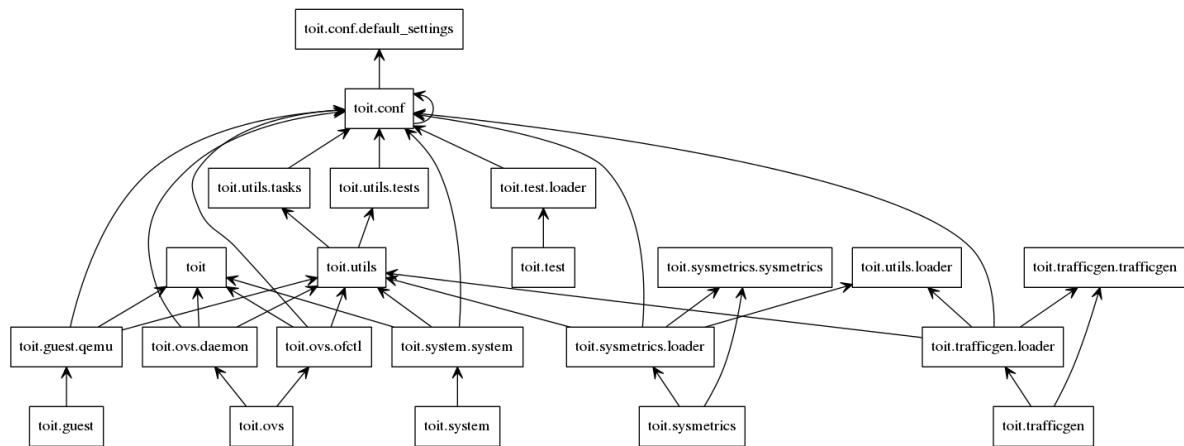 toit.conf.default_settings
toit.conf
toit.utils.tasks
toit.utils.tests
toit.test.loader
toit
toit.utils
toit.test
toit.sysmetrics.sysmetrics
toit.utils.loader
toit.trafficgen.trafficgen
toit.guest.qemu
toit.ovs.daemon
toit.ovs.ofctl
toit.system.system
toit.sysmetrics.loader
toit.trafficgen.loader
toit.guest
toit.ovs
toit.system
toit.sysmetrics
toit.trafficgen